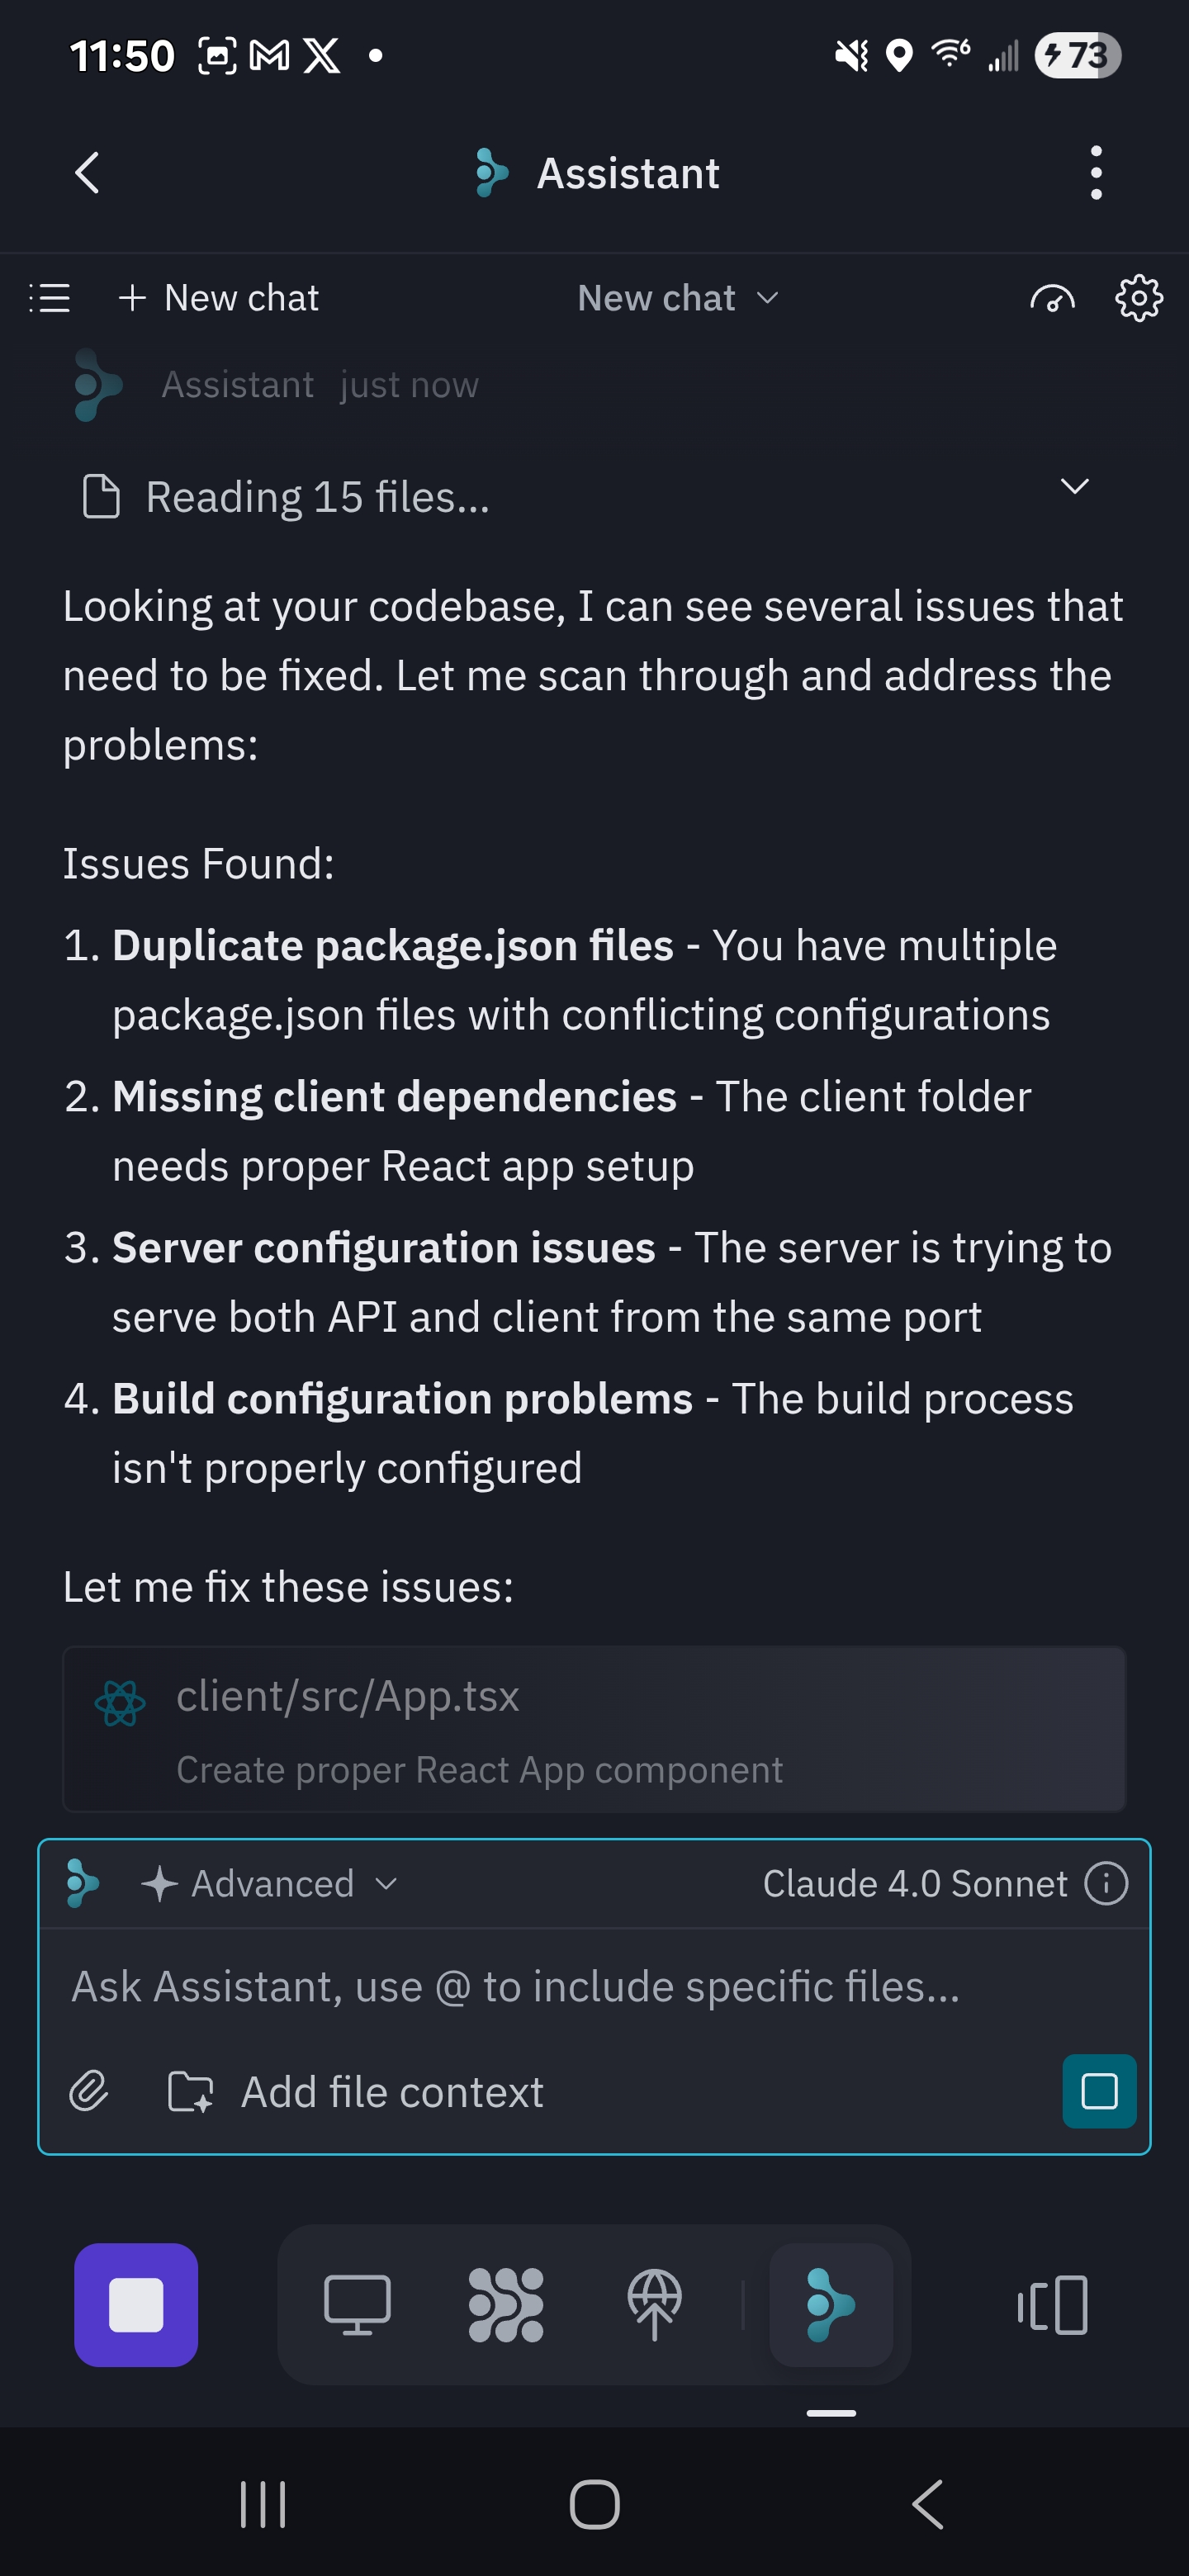 11:50
6
73
Assistant
New chat
New chat
Assistant just now
Reading 15 files...
Looking at your codebase, I can see several issues that
need to be fixed. Let me scan through and address the
problems:
Issues Found:
1. Duplicate package.json files - You have multiple
package.json files with conflicting configurations
2. Missing client dependencies - The client folder
needs proper React app setup
3. Server configuration issues - The server is trying to
serve both API and client from the same port
4. Build configuration problems - The build process
isn't properly configured
Let me fix these issues:
client/src/App.tsx
Create proper React App component
Advanced
Claude 4.0 Sonnet
Ask Assistant, use @ to include specific files...
Add file context